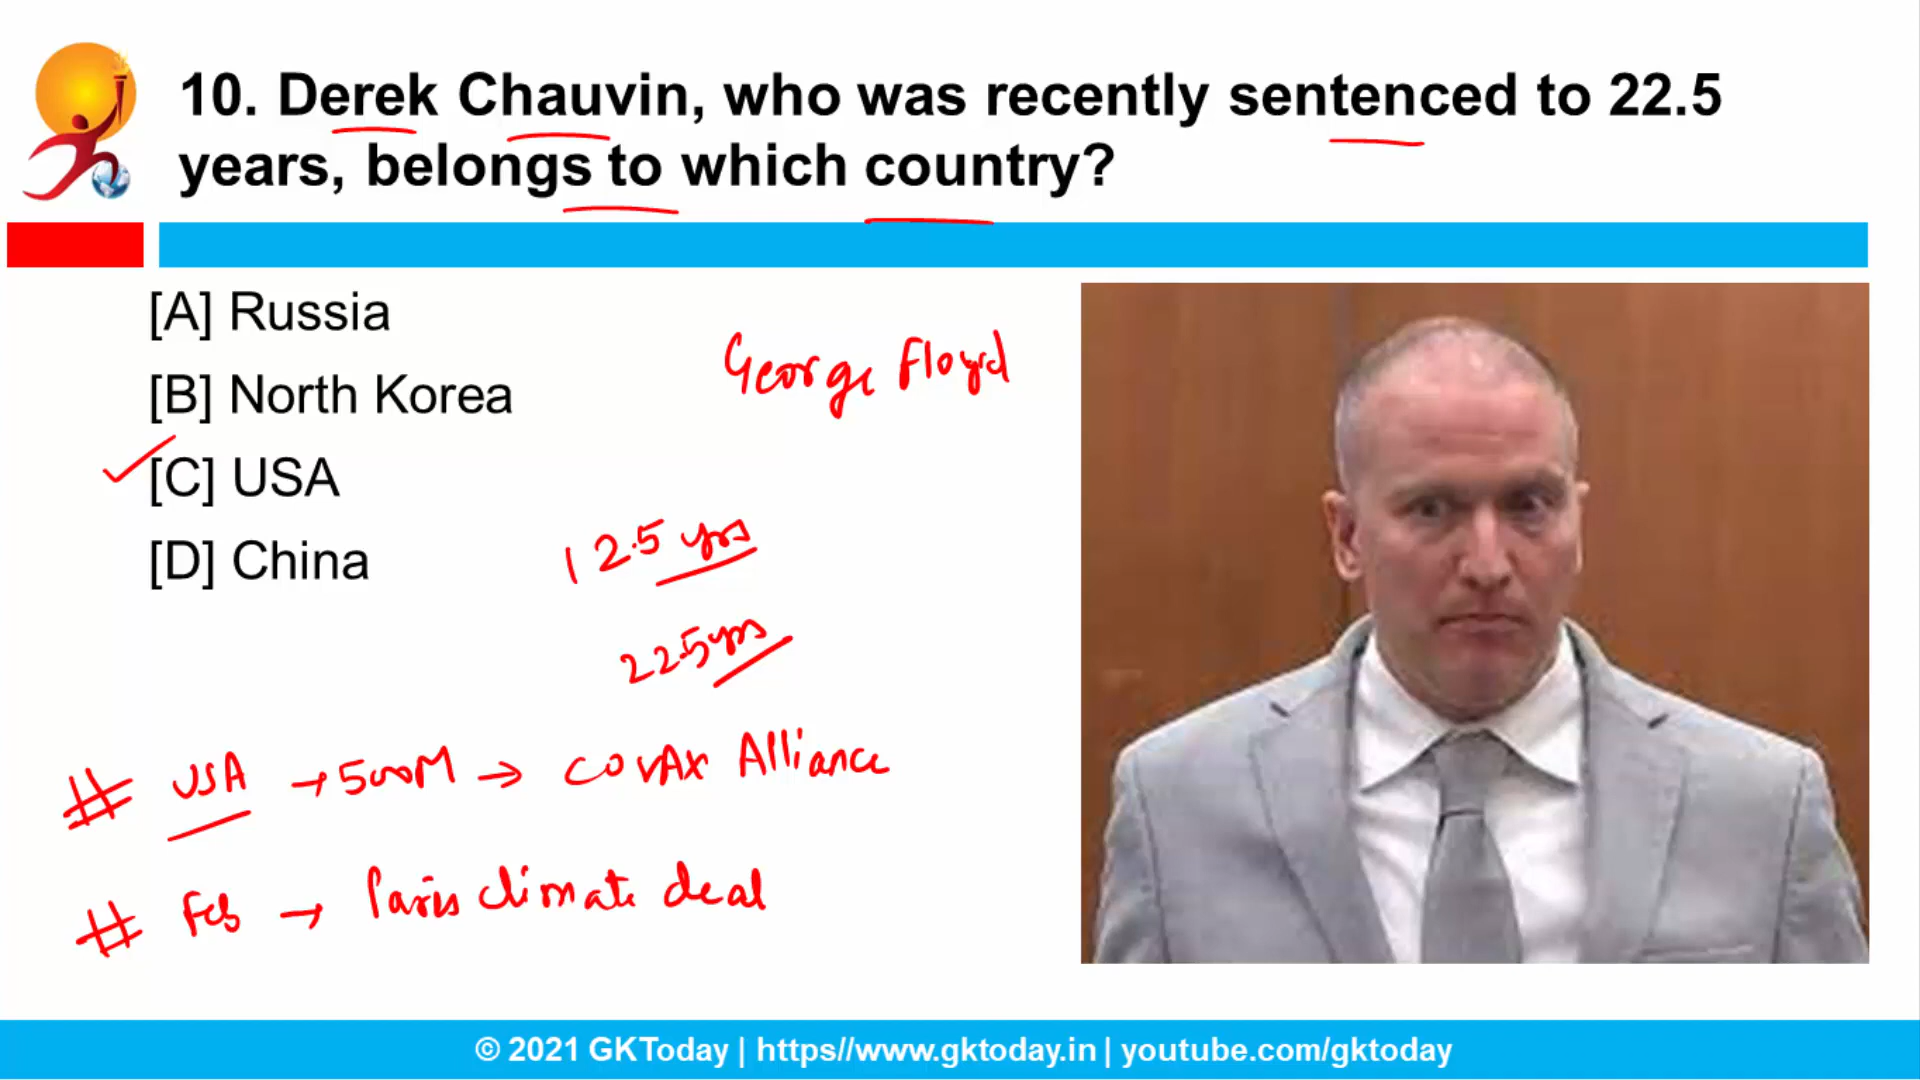 10. Derek Chauvin, who was recently sentenced to 22.5
years, belongs to which country?
[A] Russia
[B] North Korea
[C] USA
[D] China
George Floyd
12.5 yrs
22.5 yrs
# USA → 500M → COVAX Alliance
# Feb → Paris climate deal
© 2021 GKToday | https//www.gktoday.in | youtube.com/gktoday